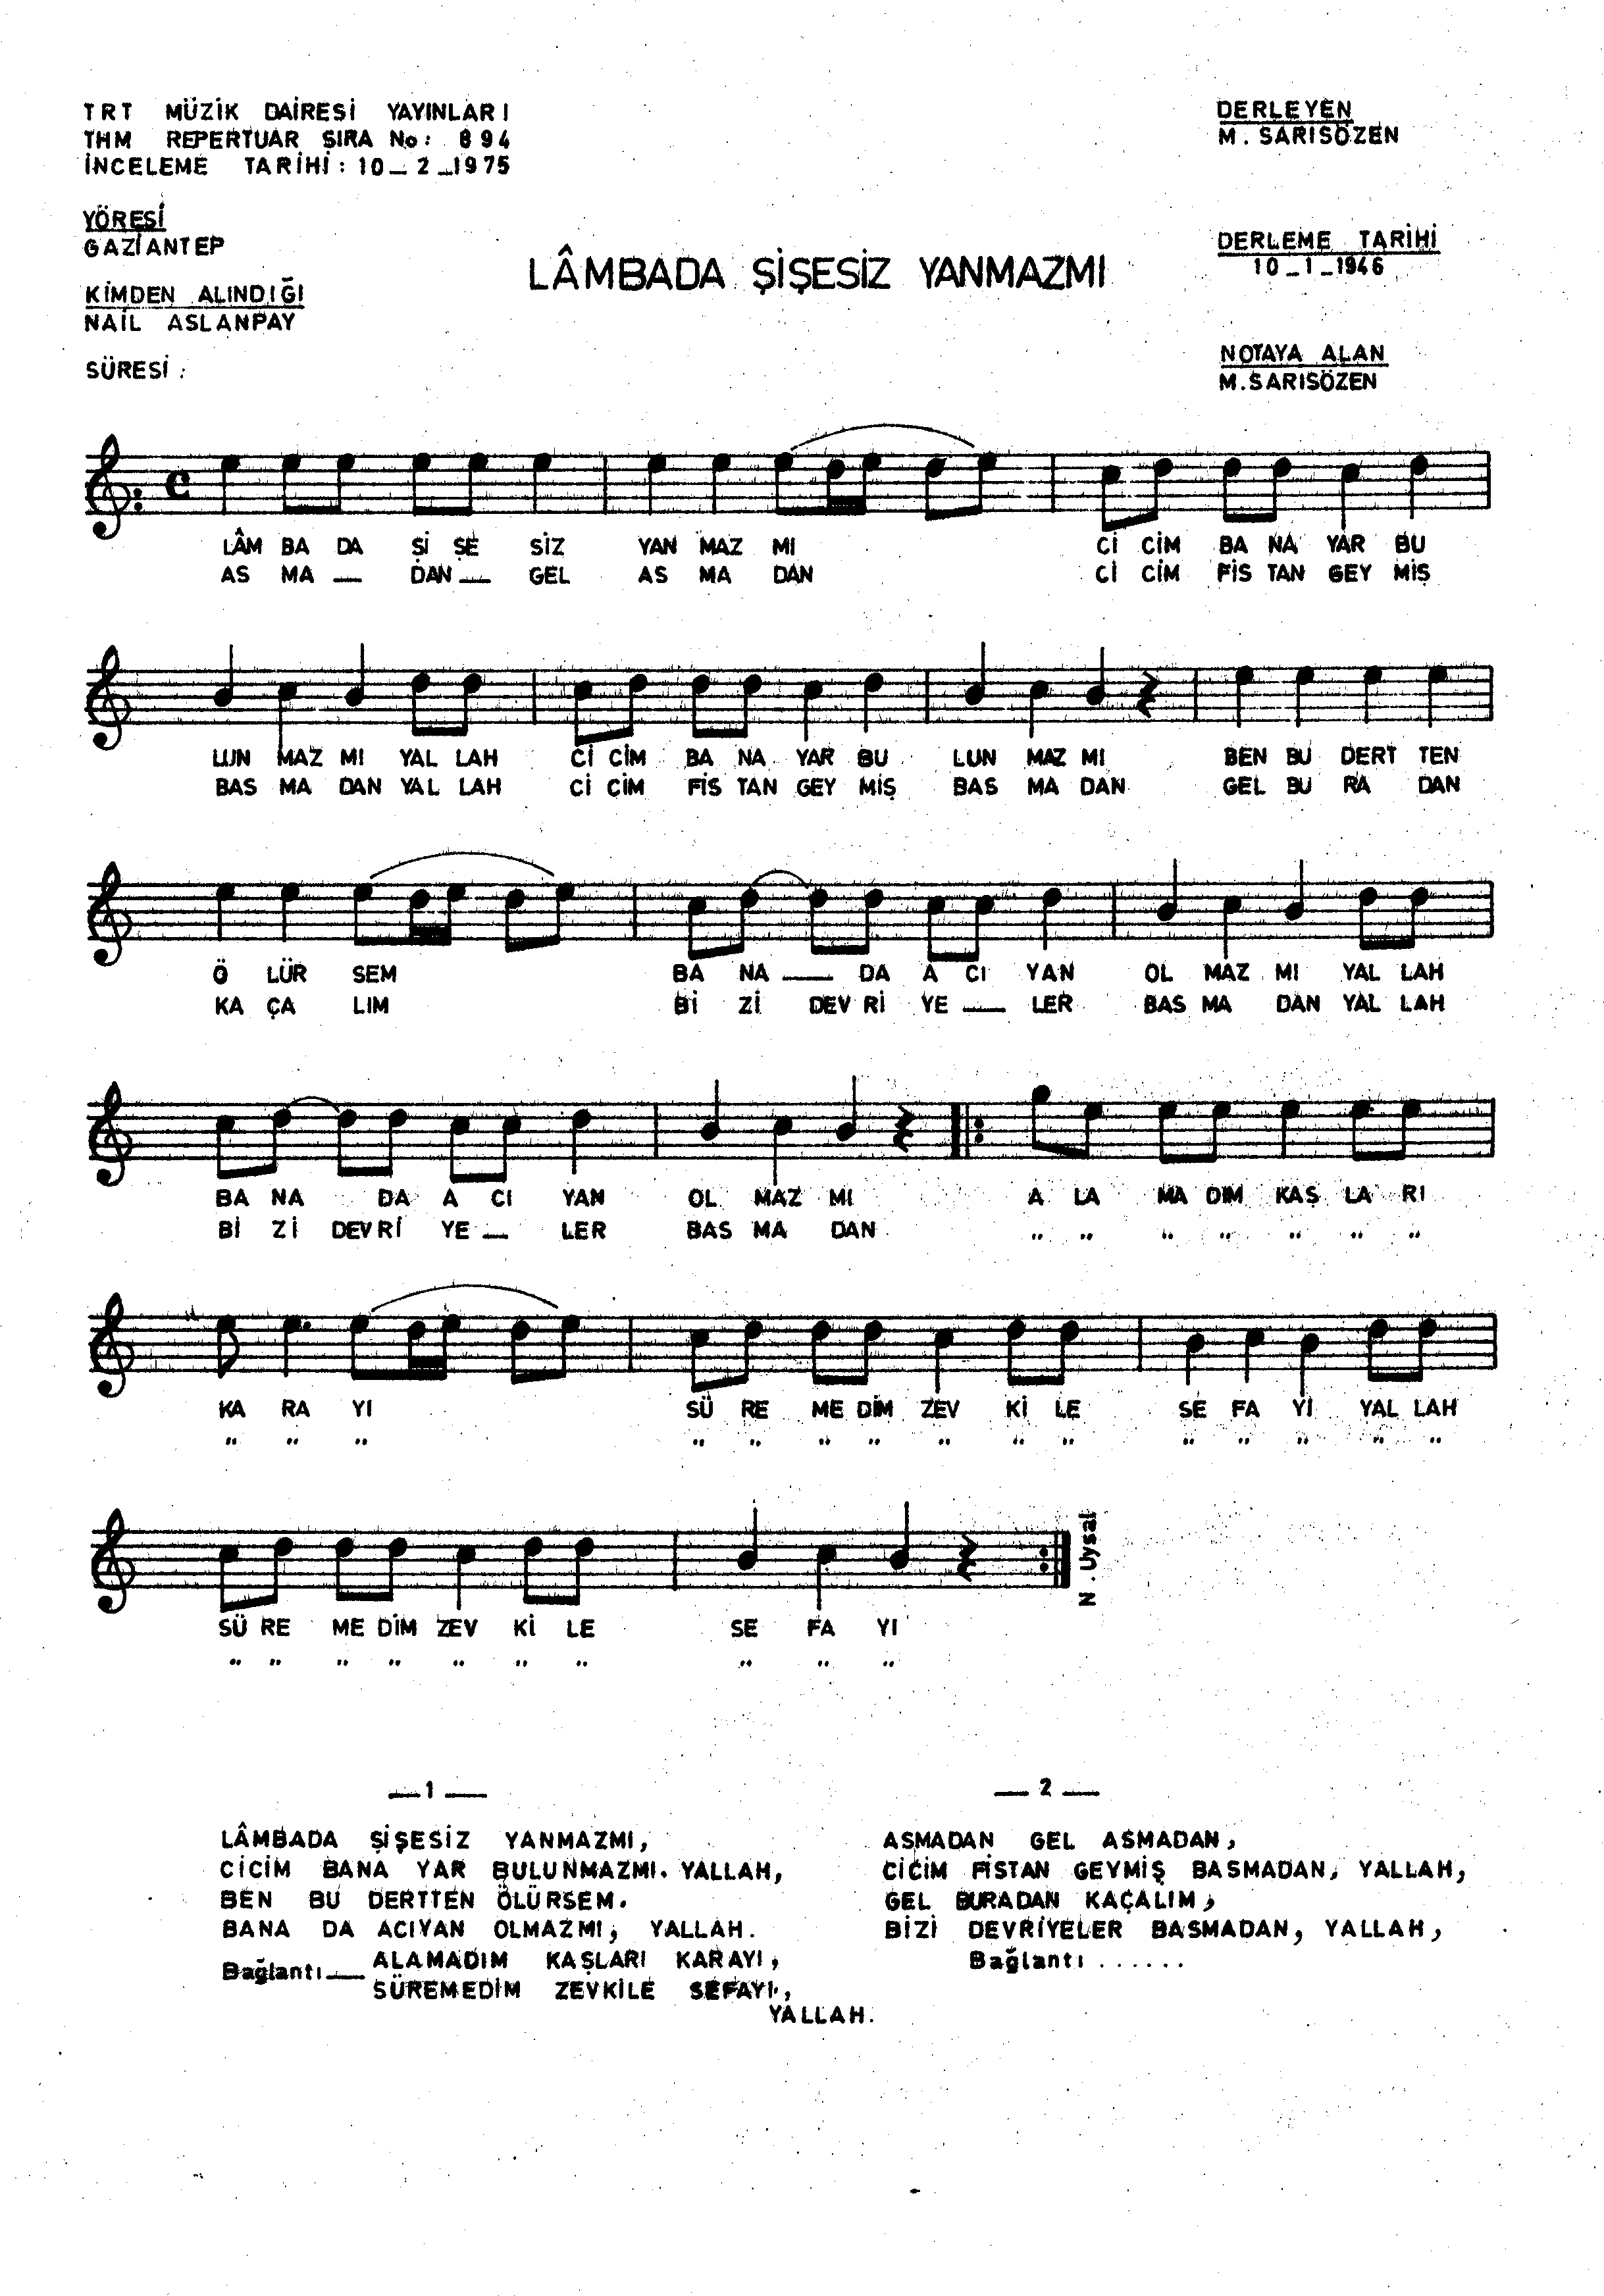 TRT MÜZİK DAİRESİ YAYINLARI
THM REPERTUAR SIRA No: 894
İNCELEME TARİHİ: 10_2_1975
DERLEYEN
M. SARISÖZEN
YÖRESİ
GAZİANTEP
DERLEME TARİHİ
10_1_1946
LÂMBADA ŞİŞESİZ YANMAZMI
KİMDEN ALINDIĞI
NAİL ASLANPAY
NOTAYA ALAN
M.SARISÖZEN
SÜRESİ :
LÂM BA DA Şİ ŞE SİZ YAN MAZ MI Cİ CİM BA NA YAR BU
AS MA — DAN — GEL AS MA DAN Cİ CİM FİS TAN GEY MİŞ
LUN MAZ MI YAL LAH Cİ CİM BA NA YAR BU LUN MAZ MI BEN BU DERT TEN
BAS MA DAN YAL LAH Cİ CİM FİS TAN GEY MİŞ BAS MA DAN GEL BU RA DAN
Ö LÜR SEM BA NA — DA A CI YAN OL MAZ MI YAL LAH
KA ÇA LIM Bİ Zİ DEV Rİ YE — LER BAS MA DAN YAL LAH
BA NA DA A CI YAN OL MAZ MI A LA MA DIM KAŞ LA RI
Bİ Zİ DEV Rİ YE — LER BAS MA DAN " " " " " " "
KA RA YI SÜ RE ME DİM ZEV Kİ LE SE FA Yİ YAL LAH
" " " " " " " " " " " " " " "
SÜ RE ME DİM ZEV Kİ LE SE FA YI
" " " " " " " " " "
N. Uysal
— 1 —
LÂMBADA ŞİŞESİZ YANMAZMI,
CİCİM BANA YAR BULUNMAZMI. YALLAH,
BEN BU DERTTEN ÖLÜRSEM.
BANA DA ACIYAN OLMAZMI, YALLAH.
Bağlantı — ALAMADIM KAŞLARI KARAYI,
SÜREMEDİM ZEVKİLE SEFAYI,
YALLAH.
— 2 —
ASMADAN GEL ASMADAN,
CİCİM FİSTAN GEYMİŞ BASMADAN, YALLAH,
GEL BURADAN KAÇALIM,
BİZİ DEVRİYELER BASMADAN, YALLAH,
Bağlantı ......